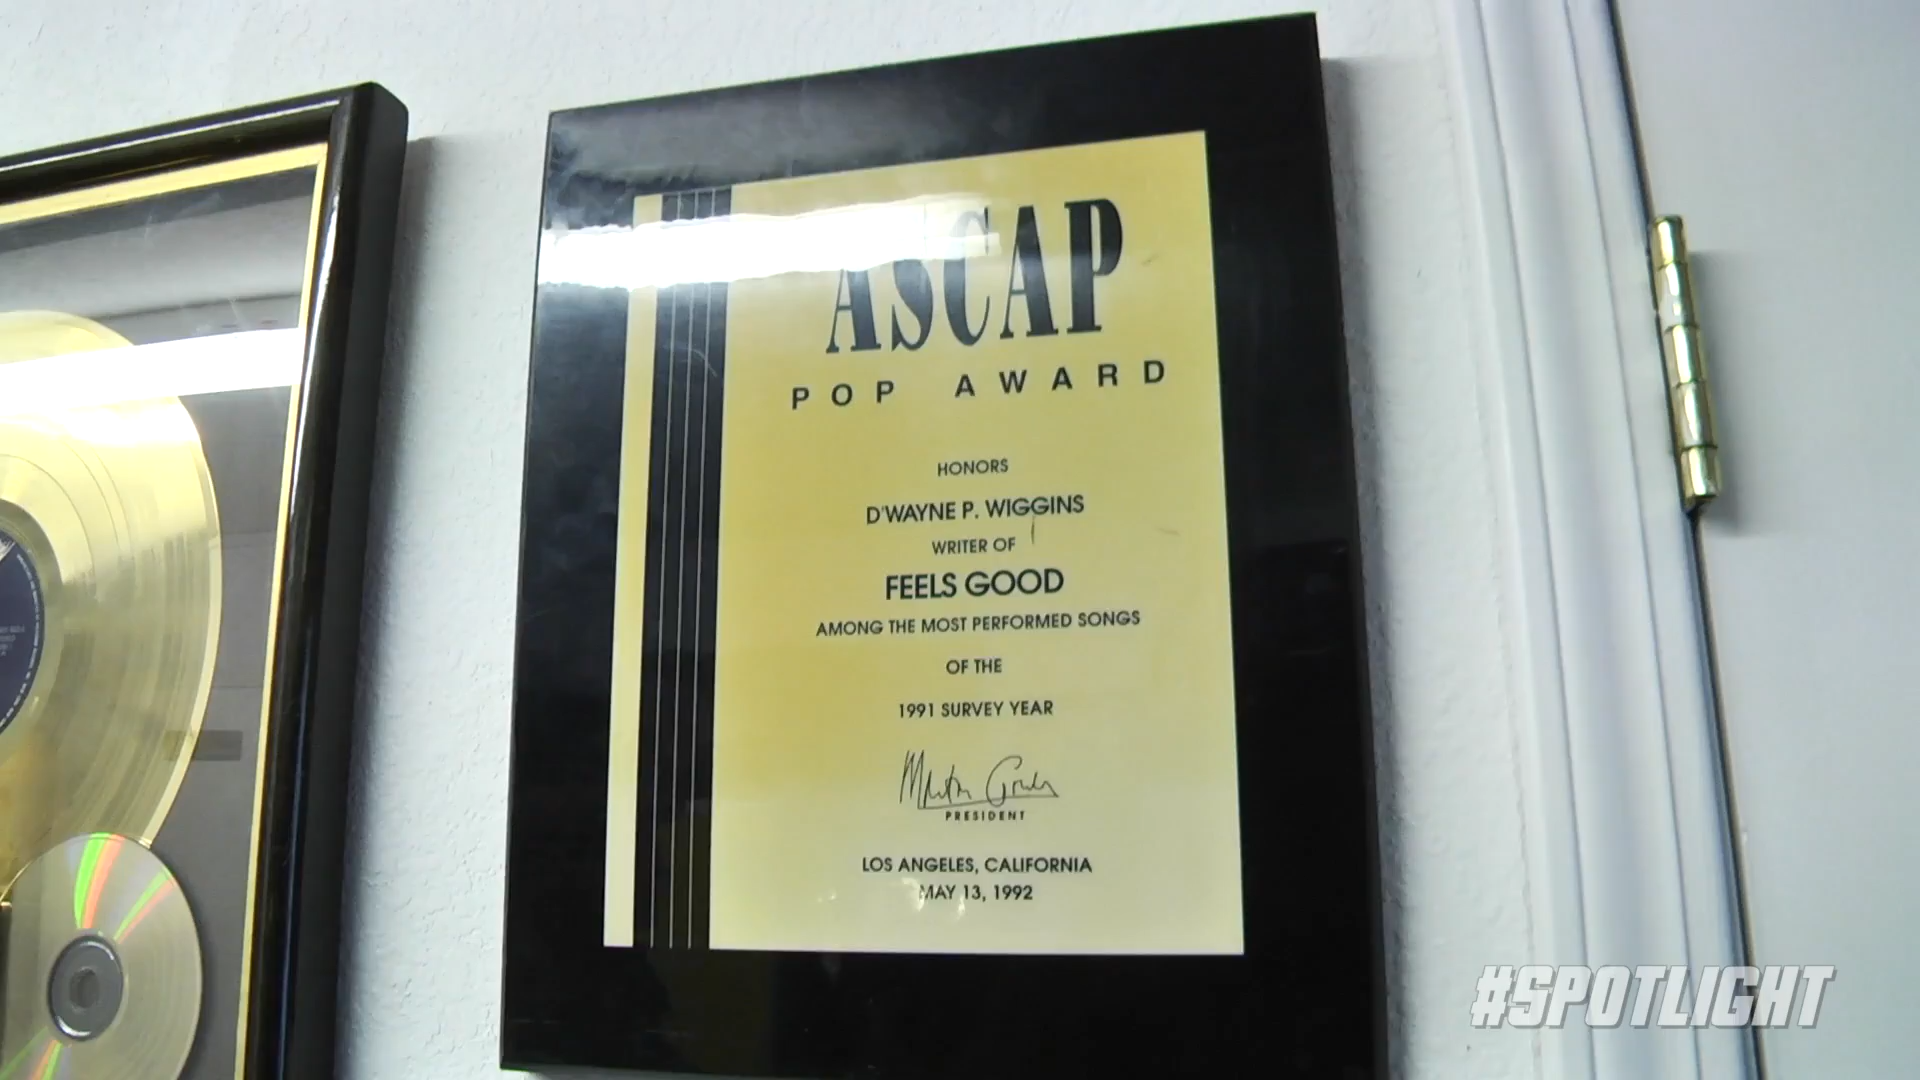 ASCAP
POP AWARD
HONORS
D'WAYNE P. WIGGINS
WRITER OF
FEELS GOOD
AMONG THE MOST PERFORMED SONGS
OF THE
1991 SURVEY YEAR
PRESIDENT
LOS ANGELES, CALIFORNIA
MAY 13, 1992
#SPOTLIGHT